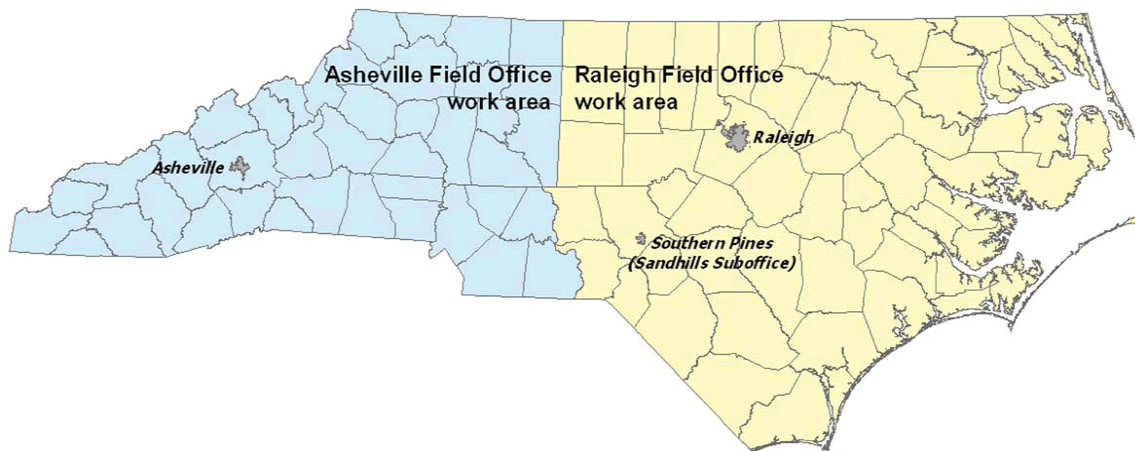 Asheville Field Office
work area
Raleigh Field Office
work area
Raleigh
Asheville
Southern Pines
(Sandhills Suboffice)